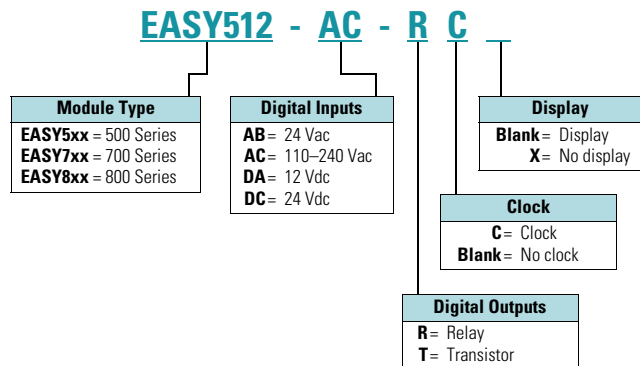 EASY512 - AC - R C
Module Type
EASY5xx = 500 Series
EASY7xx = 700 Series
EASY8xx = 800 Series
Digital Inputs
AB = 24 Vac
AC = 110–240 Vac
DA = 12 Vdc
DC = 24 Vdc
Display
Blank = Display
X = No display
Clock
C = Clock
Blank = No clock
Digital Outputs
R = Relay
T = Transistor